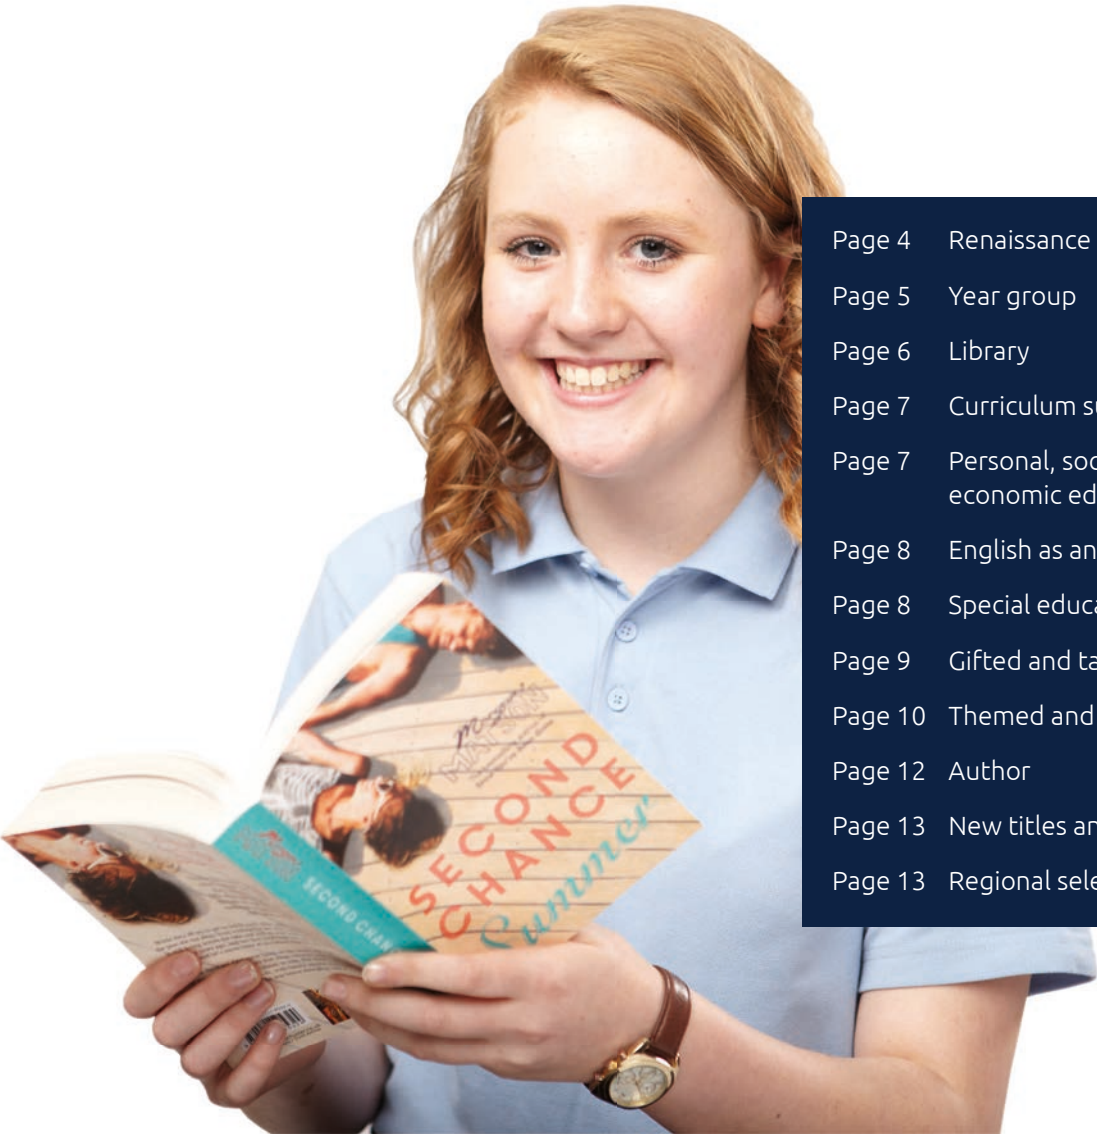 Page 4 Renaissance
Page 5 Year group
Page 6 Library
Page 7 Curriculum su
Page 7 Personal, soc
economic ed
Page 8 English as an
Page 8 Special educa
Page 9 Gifted and ta
Page 10 Themed and
Page 12 Author
Page 13 New titles an
Page 13 Regional sele
SECOND
CHANCE
Summer
SECOND CHAN